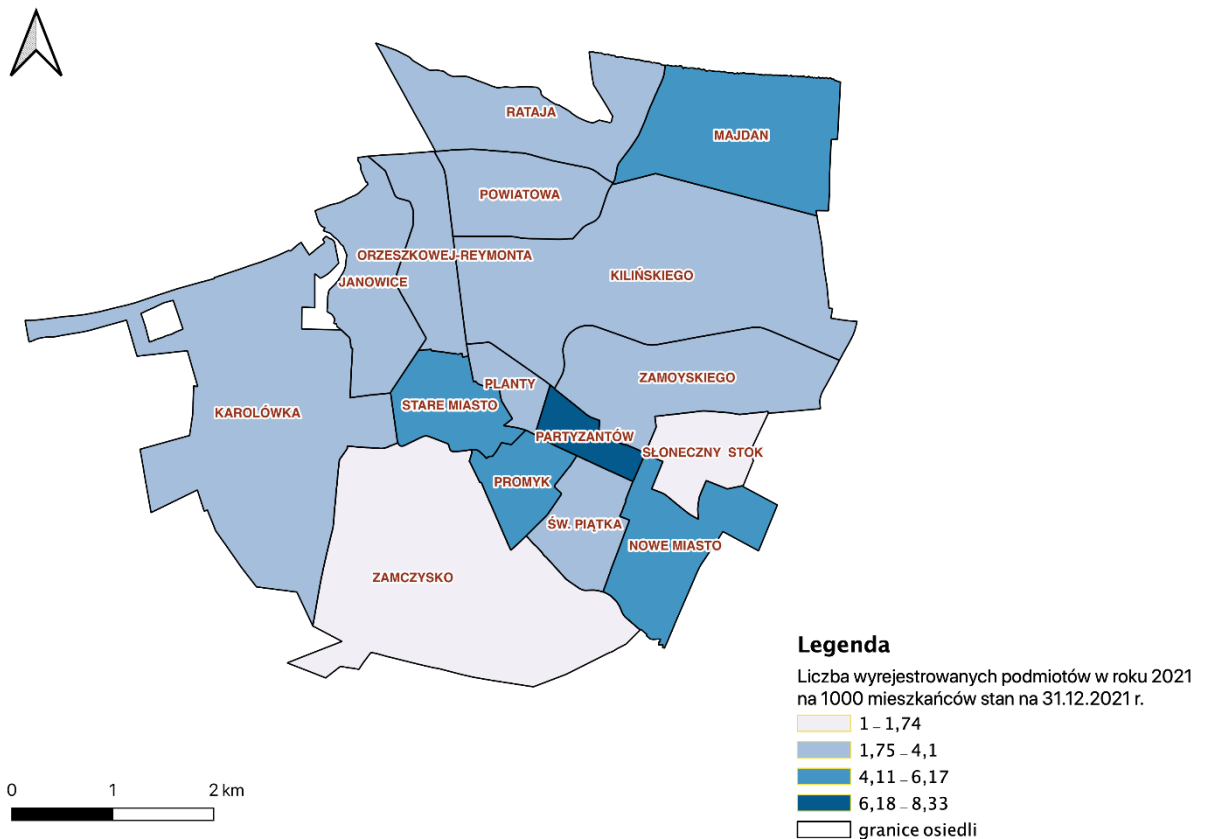 RATAJA
MAJDAN
POWIATOWA
ORZESZKOWEJ-REYMONTA
KILIŃSKIEGO
JANOWICE
ZAMOYSKIEGO
PLANTY
STARE MIASTO
KAROLÓWKA
PARTYZANTÓW
SŁONECZNY STOK
PROMYK
ŚW. PIĄTKA
NOWE MIASTO
ZAMCZYSKO
Legenda
Liczba wyrejestrowanych podmiotów w roku 2021
na 1000 mieszkańców stan na 31.12.2021 r.
1 – 1,74
1,75 – 4,1
4,11 – 6,17
6,18 – 8,33
granice osiedli
0 1 2 km